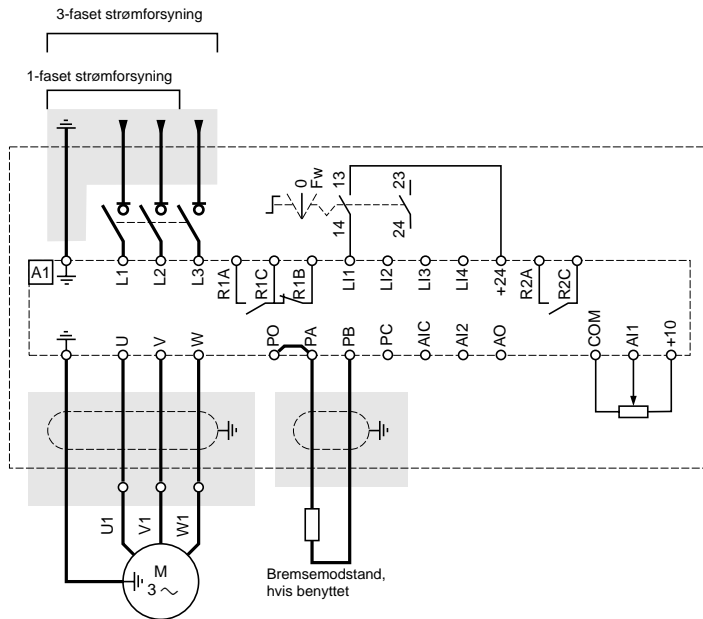 3-faset strømforsyning
1-faset strømforsyning
0
Fw
13
23
14
24
A1
L1
L2
L3
R1A
R1C
R1B
LI1
LI2
LI3
LI4
+24
R2A
R2C
U
V
W
PO
PA
PB
PC
AIC
AI2
AO
COM
AI1
+10
U1
V1
W1
M
3
Bremsemodstand,
hvis benyttet